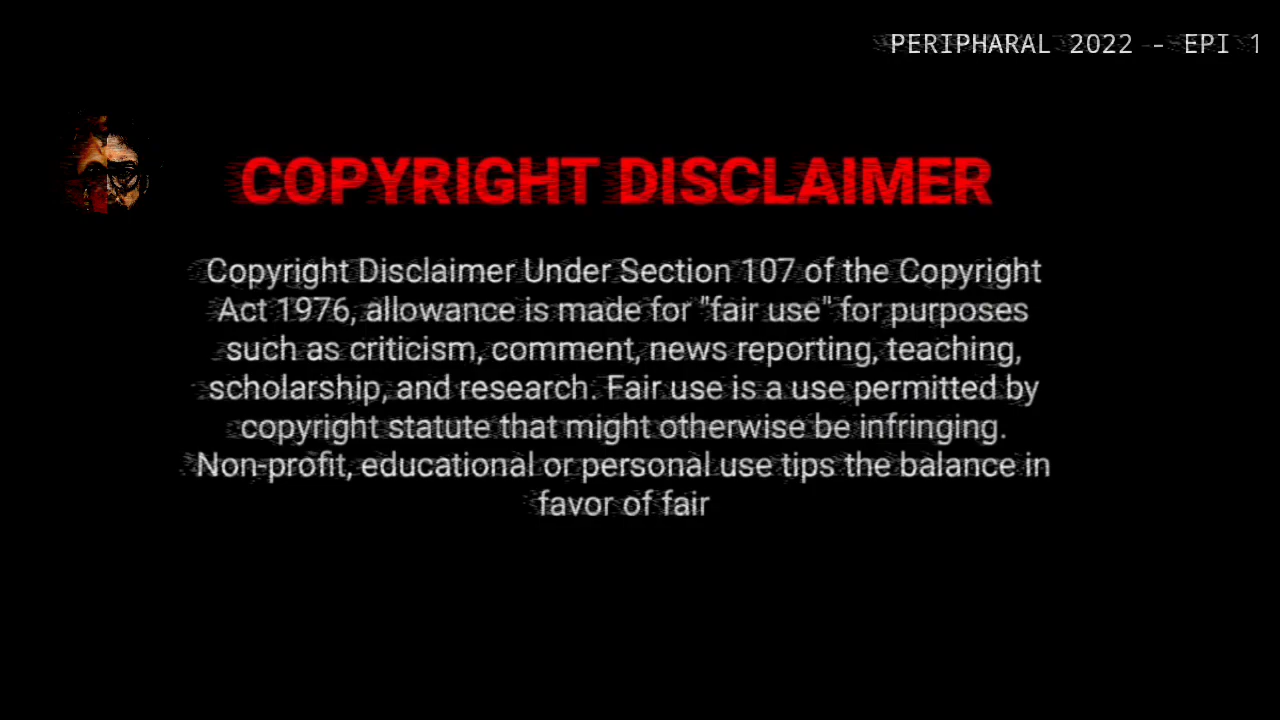 PERIPHARAL 2022 - EPI 1
COPYRIGHT DISCLAIMER
Copyright Disclaimer Under Section 107 of the Copyright
Act 1976, allowance is made for "fair use" for purposes
such as criticism, comment, news reporting, teaching,
scholarship, and research. Fair use is a use permitted by
copyright statute that might otherwise be infringing.
Non-profit, educational or personal use tips the balance in
favor of fair